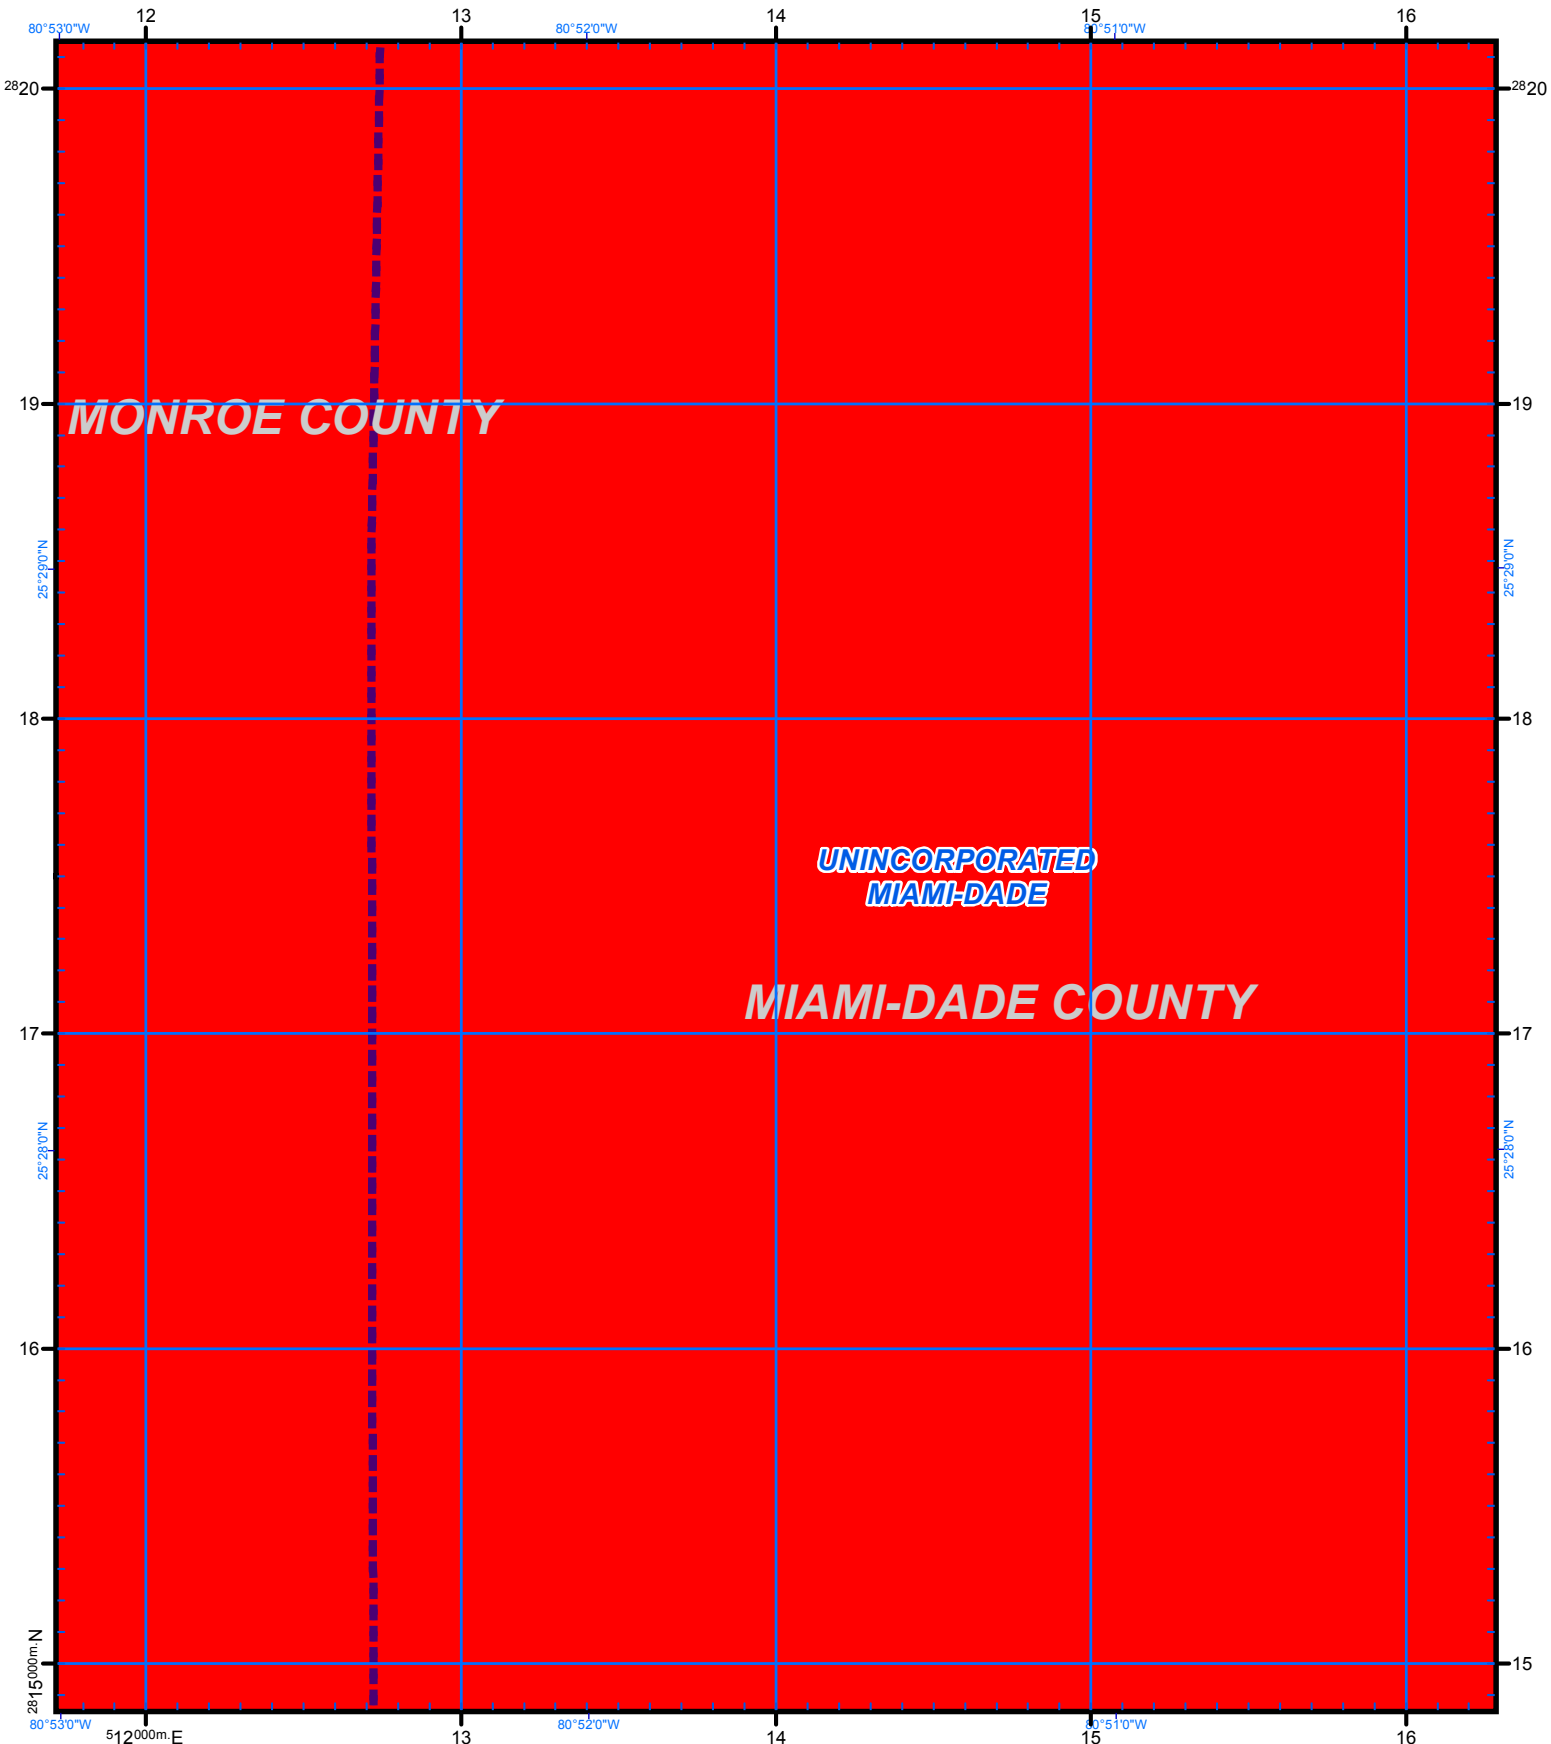 12 13 14 15 16
80°53'0"W 80°52'0"W 80°51'0"W
2820 2820
19 19
MONROE COUNTY
25°29'0"N 25°29'0"N
18 18
UNINCORPORATED
MIAMI-DADE
MIAMI-DADE COUNTY
17 17
25°28'0"N 25°28'0"N
16 16
2815000m.N 15
80°53'0"W 80°52'0"W 80°51'0"W
512000m.E 13 14 15 16